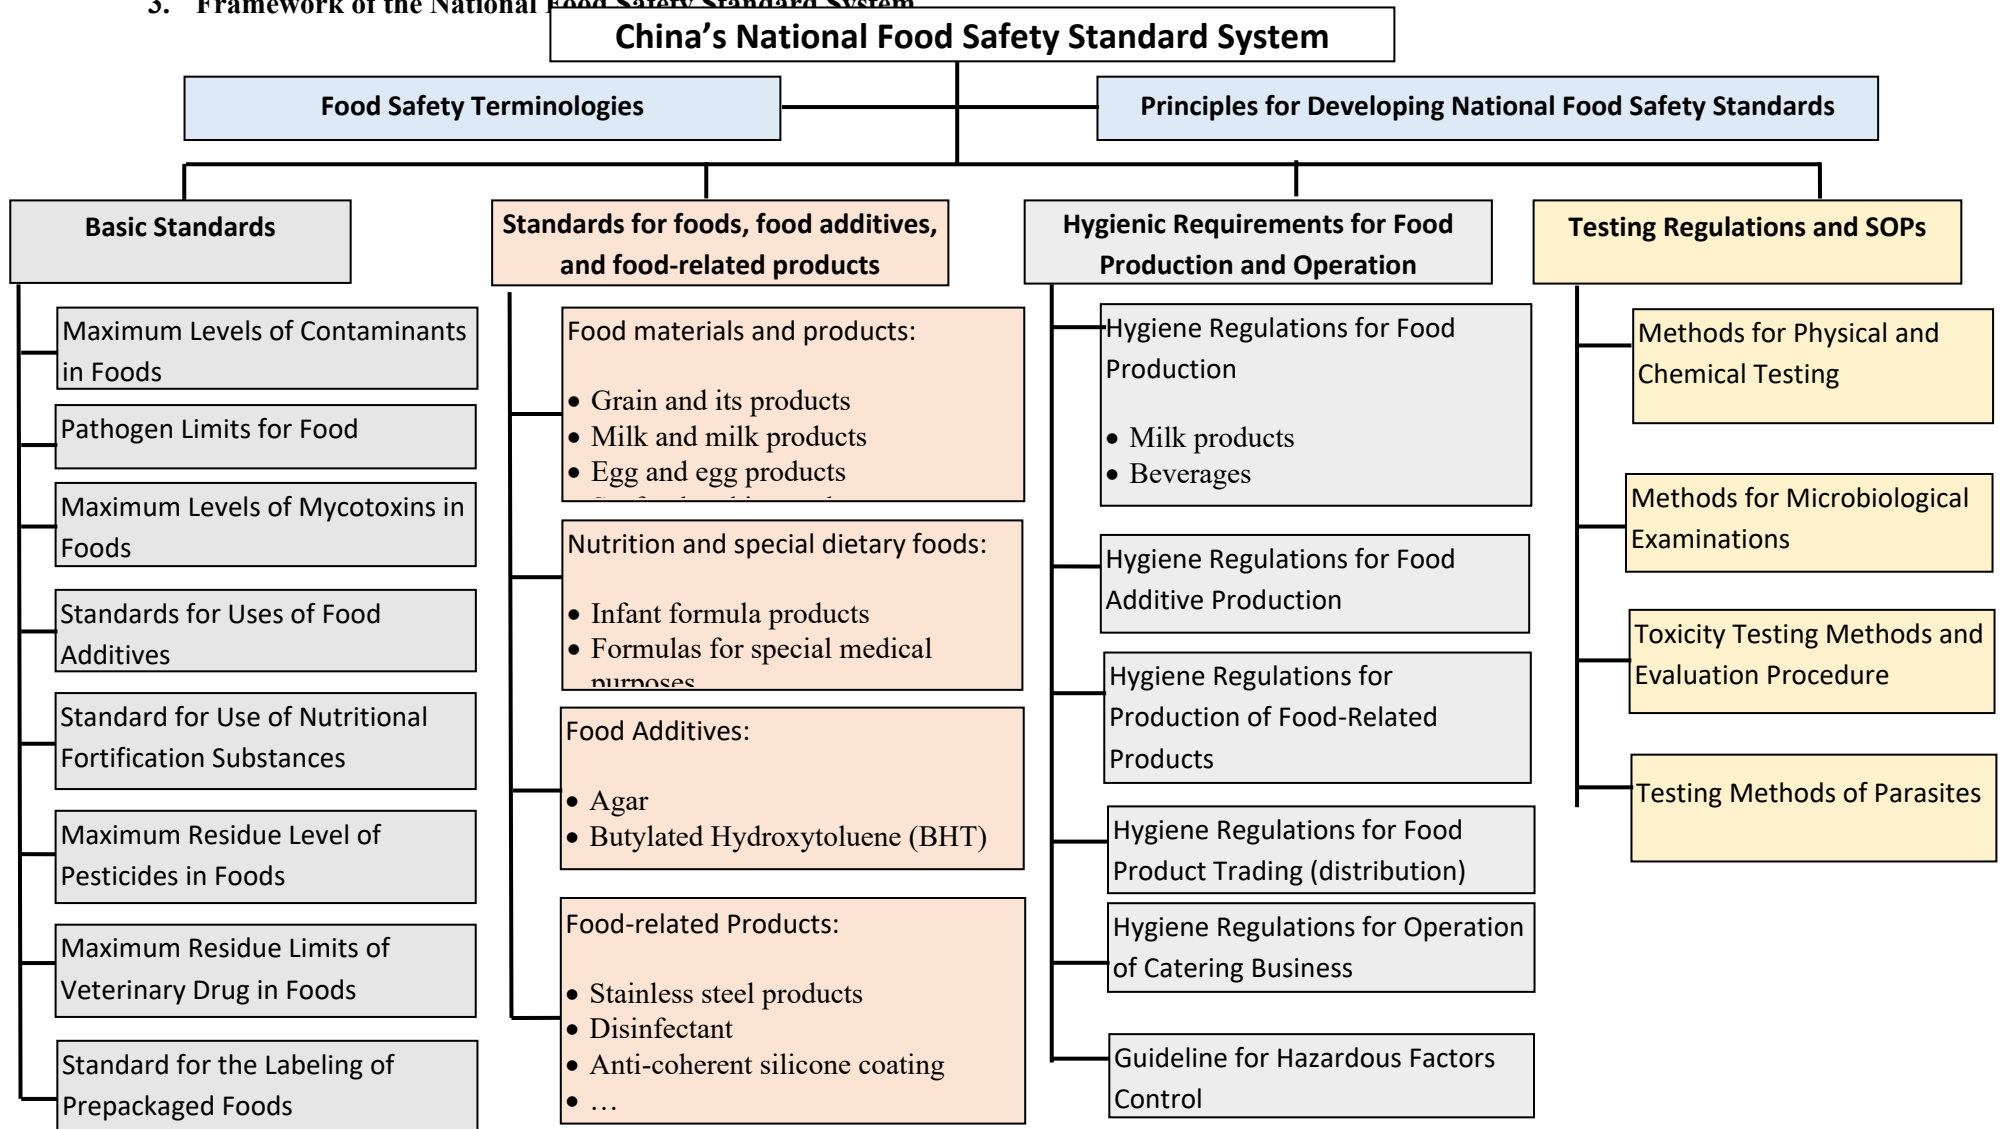 3. Framework of the National Food Safety Standard System
China’s National Food Safety Standard System
Food Safety Terminologies
Principles for Developing National Food Safety Standards
Basic Standards
Maximum Levels of Contaminants
in Foods
Pathogen Limits for Food
Maximum Levels of Mycotoxins in
Foods
Standards for Uses of Food
Additives
Standard for Use of Nutritional
Fortification Substances
Maximum Residue Level of
Pesticides in Foods
Maximum Residue Limits of
Veterinary Drug in Foods
Standard for the Labeling of
Prepackaged Foods
Standards for foods, food additives,
and food-related products
Food materials and products:
• Grain and its products
• Milk and milk products
• Egg and egg products
Nutrition and special dietary foods:
• Infant formula products
• Formulas for special medical
purposes
Food Additives:
• Agar
• Butylated Hydroxytoluene (BHT)
Food-related Products:
• Stainless steel products
• Disinfectant
• Anti-coherent silicone coating
• …
Hygienic Requirements for Food
Production and Operation
Hygiene Regulations for Food
Production
• Milk products
• Beverages
Hygiene Regulations for Food
Additive Production
Hygiene Regulations for
Production of Food-Related
Products
Hygiene Regulations for Food
Product Trading (distribution)
Hygiene Regulations for Operation
of Catering Business
Guideline for Hazardous Factors
Control
Testing Regulations and SOPs
Methods for Physical and
Chemical Testing
Methods for Microbiological
Examinations
Toxicity Testing Methods and
Evaluation Procedure
Testing Methods of Parasites